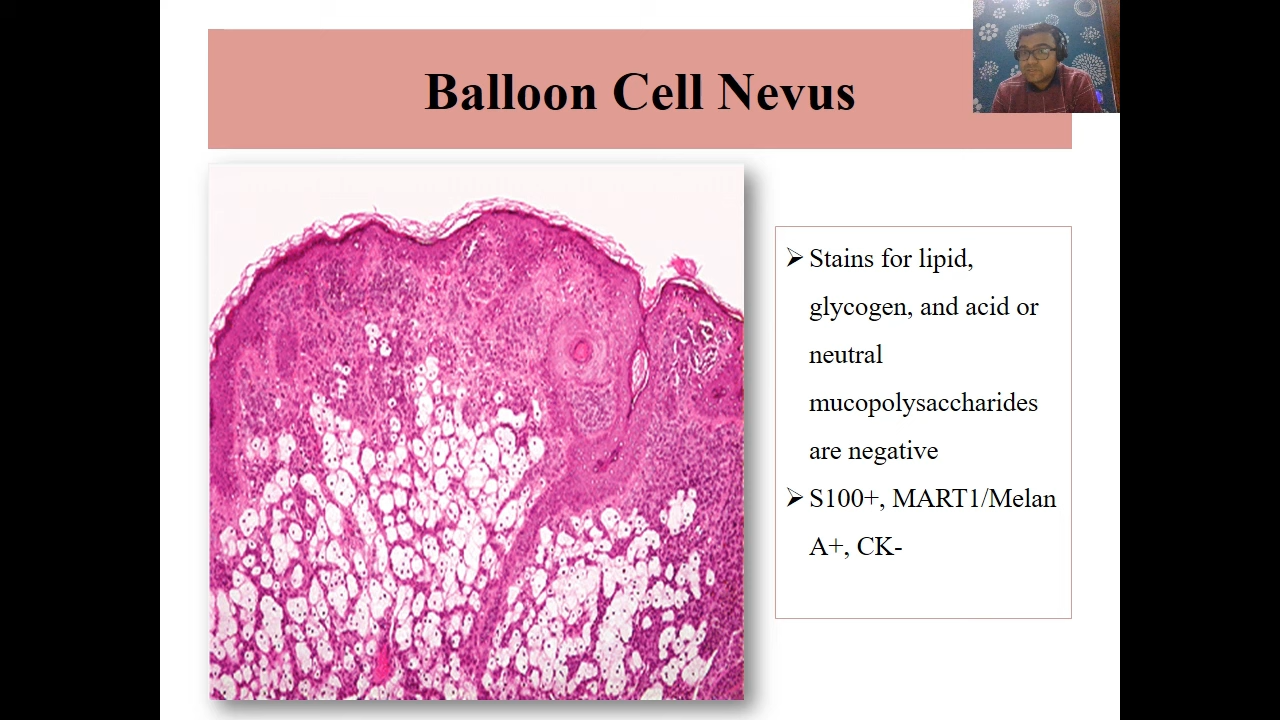 Balloon Cell Nevus
➢ Stains for lipid,
glycogen, and acid or
neutral
mucopolysaccharides
are negative
➢ S100+, MART1/Melan
A+, CK-